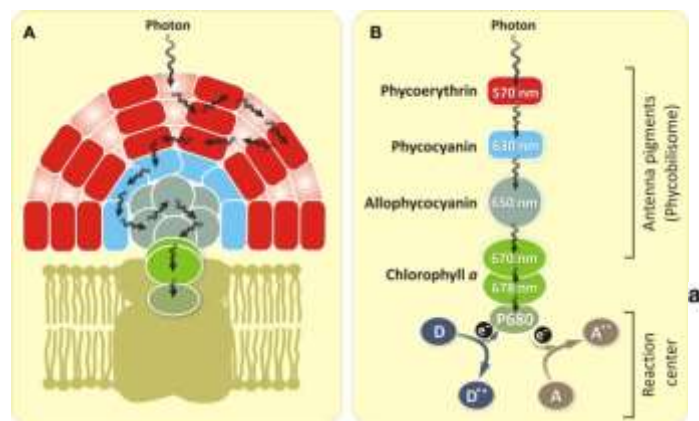 A
Photon
B
Photon
Phycoerythrin
570 nm
Phycocyanin
630 nm
Allophycocyanin
650 nm
Chlorophyll a
670 nm
678 nm
P680
D
e-
e-
A•-
D•+
A
Antenna pigments
(Phycobilisome)
Reaction
center
a